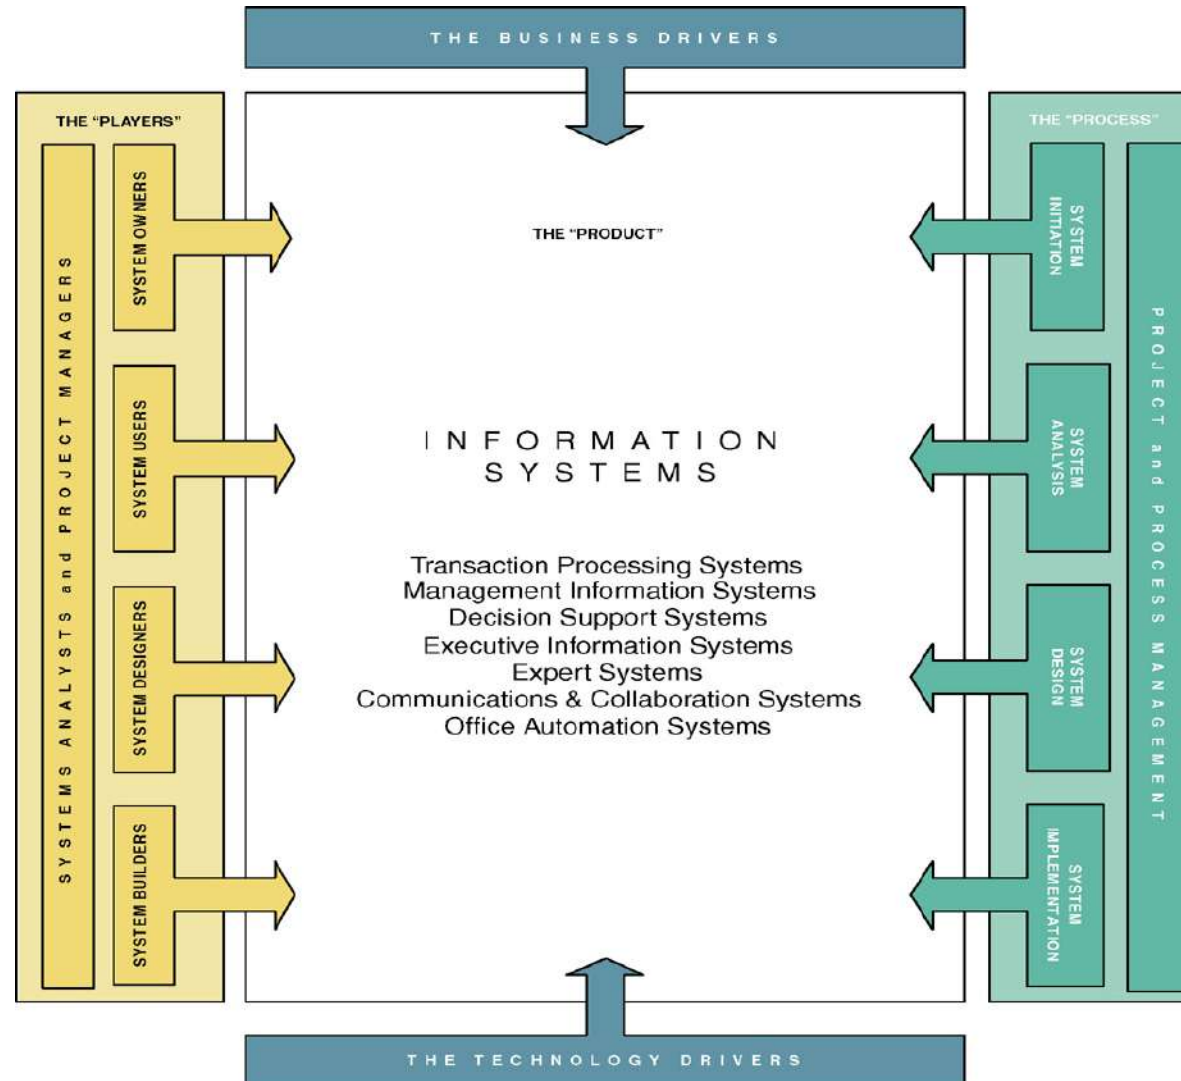 THE BUSINESS DRIVERS
THE "PLAYERS"
SYSTEMS ANALYSTS and PROJECT MANAGERS
SYSTEM OWNERS
SYSTEM USERS
SYSTEM DESIGNERS
SYSTEM BUILDERS
THE "PRODUCT"
INFORMATION
SYSTEMS
Transaction Processing Systems
Management Information Systems
Decision Support Systems
Executive Information Systems
Expert Systems
Communications & Collaboration Systems
Office Automation Systems
THE "PROCESS"
SYSTEM
INITIATION
SYSTEM
ANALYSIS
SYSTEM
DESIGN
SYSTEM
IMPLEMENTATION
PROJECT and PROCESS MANAGEMENT
THE TECHNOLOGY DRIVERS